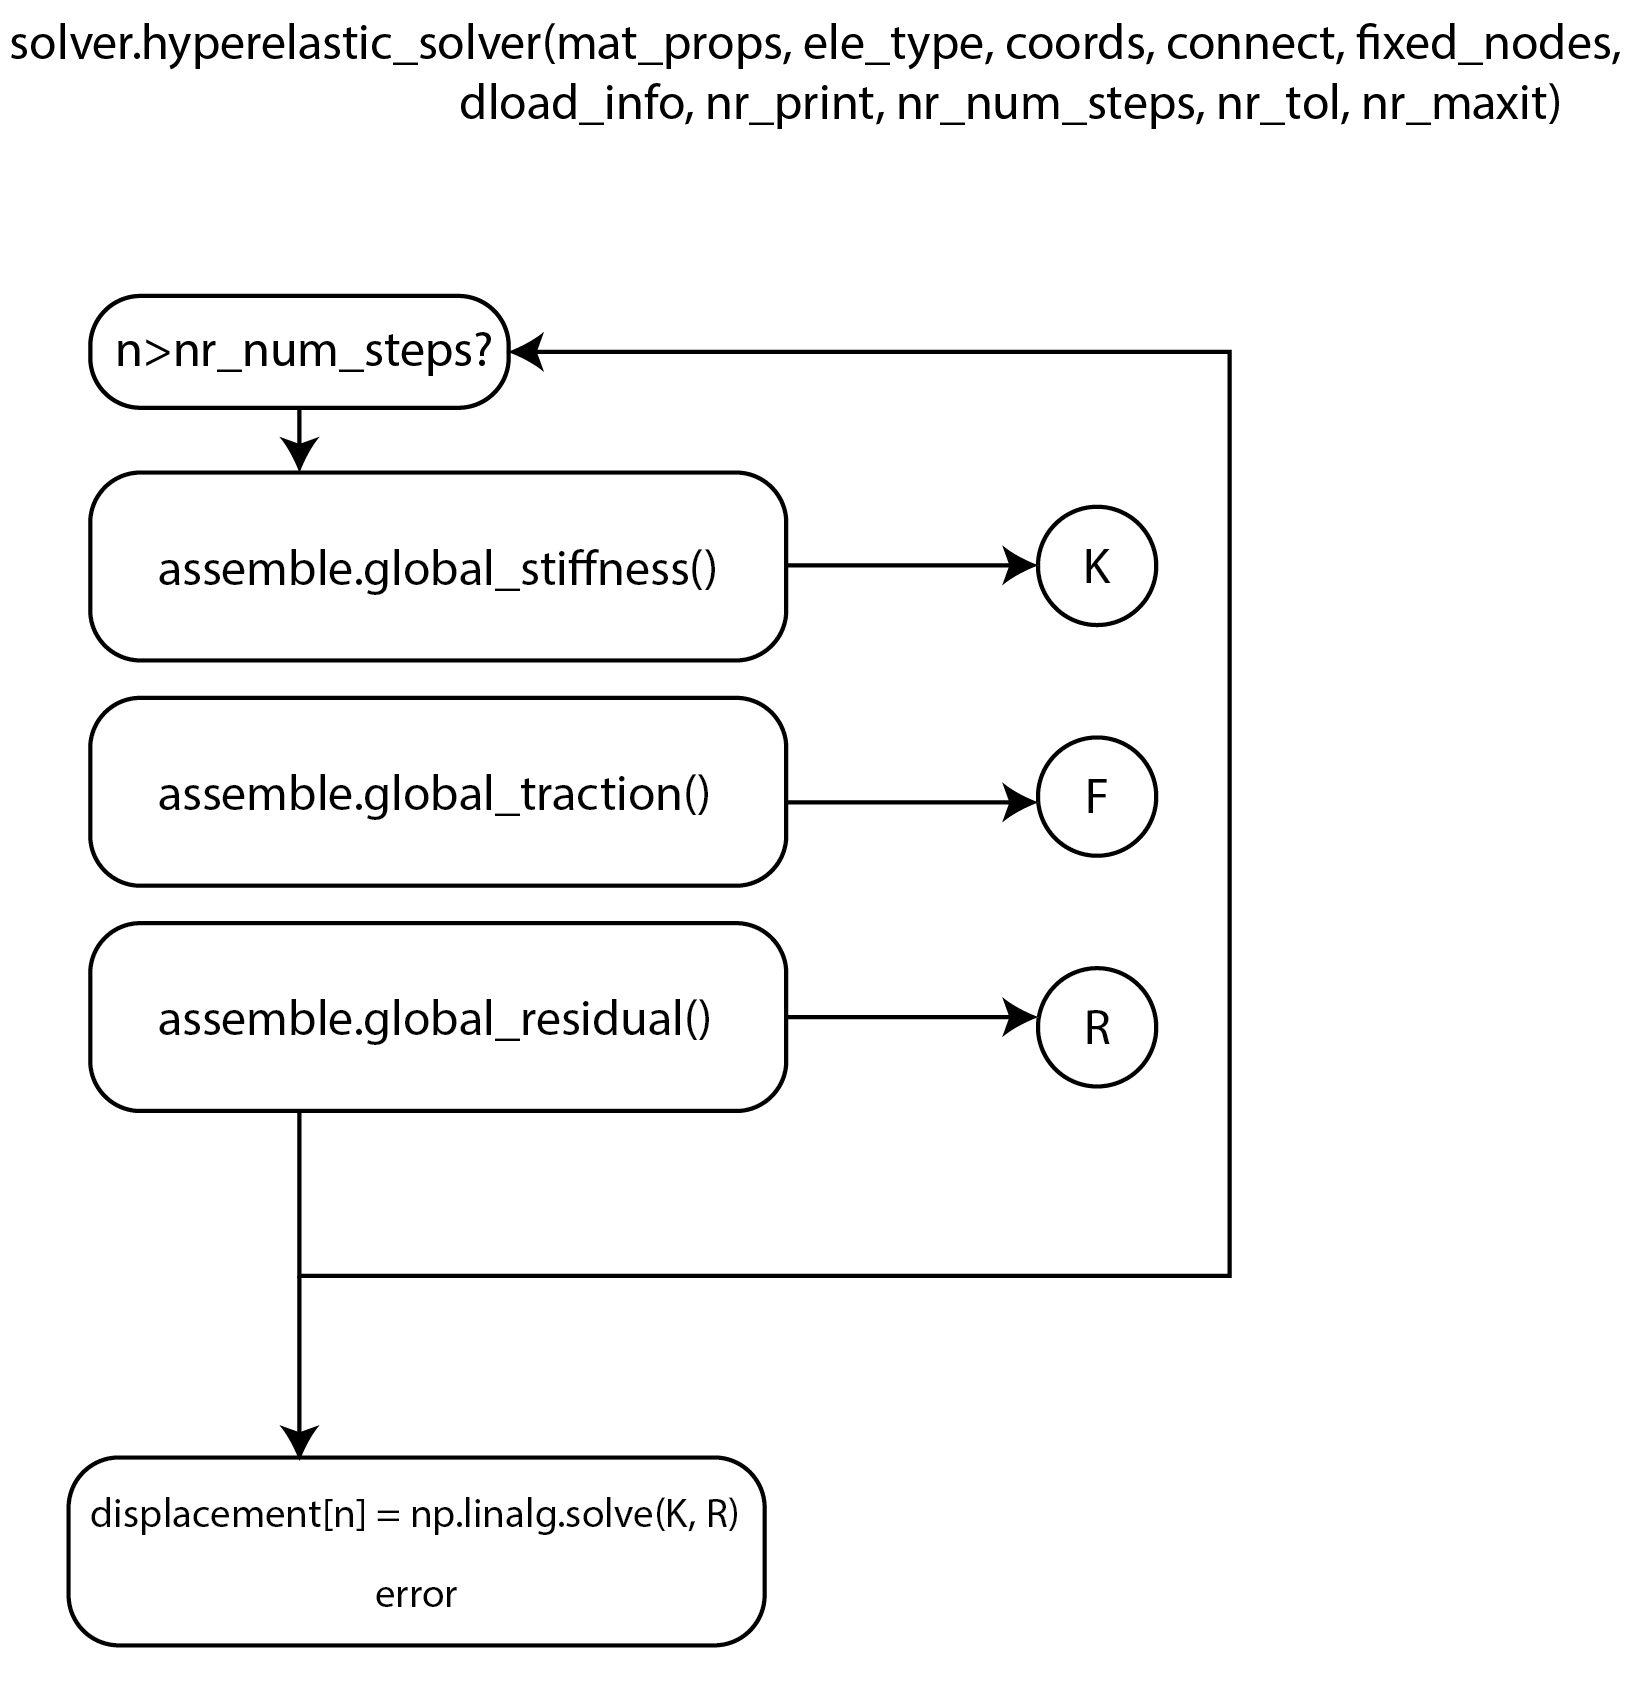 solver.hyperelastic_solver(mat_props, ele_type, coords, connect, fixed_nodes,
dload_info, nr_print, nr_num_steps, nr_tol, nr_maxit)
n>nr_num_steps?
assemble.global_stiffness()
K
assemble.global_traction()
F
assemble.global_residual()
R
displacement[n] = np.linalg.solve(K, R)
error